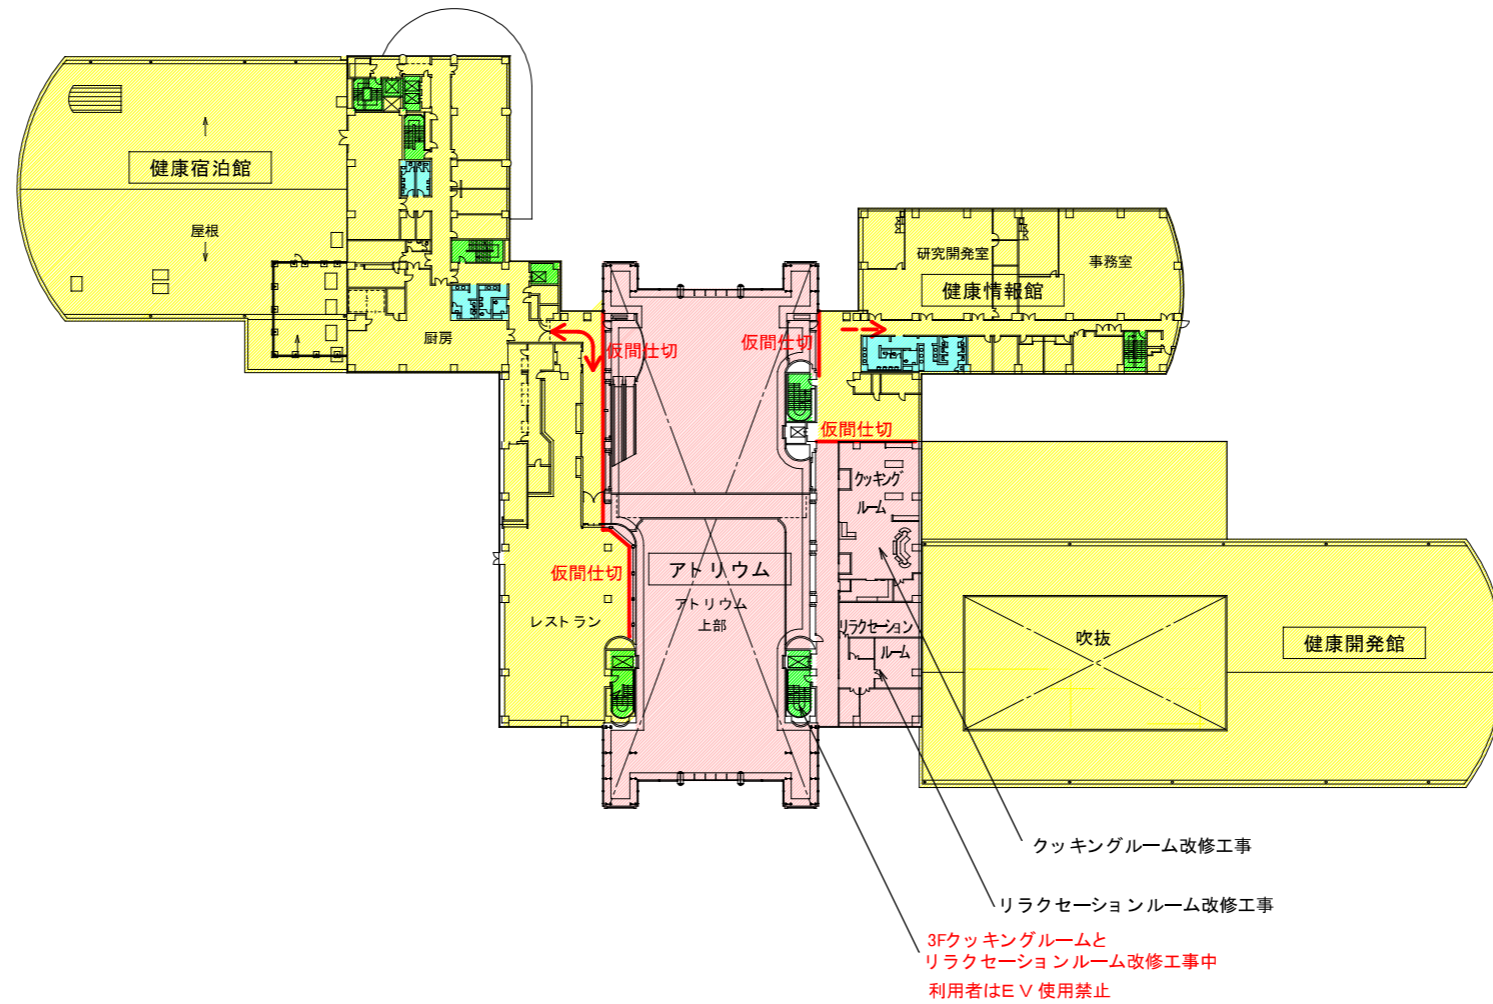 健康宿泊館
屋根
厨房
仮間仕切
仮間仕切
研究開発室
事務室
健康情報館
仮間仕切
クッキング
ルーム
仮間仕切
アトリウム
アトリウム
上部
レストラン
リラクセーション
ルーム
吹抜
健康開発館
クッキングルーム改修工事
リラクセーションルーム改修工事
3Fクッキングルームと
リラクセーションルーム改修工事中
利用者はEV使用禁止